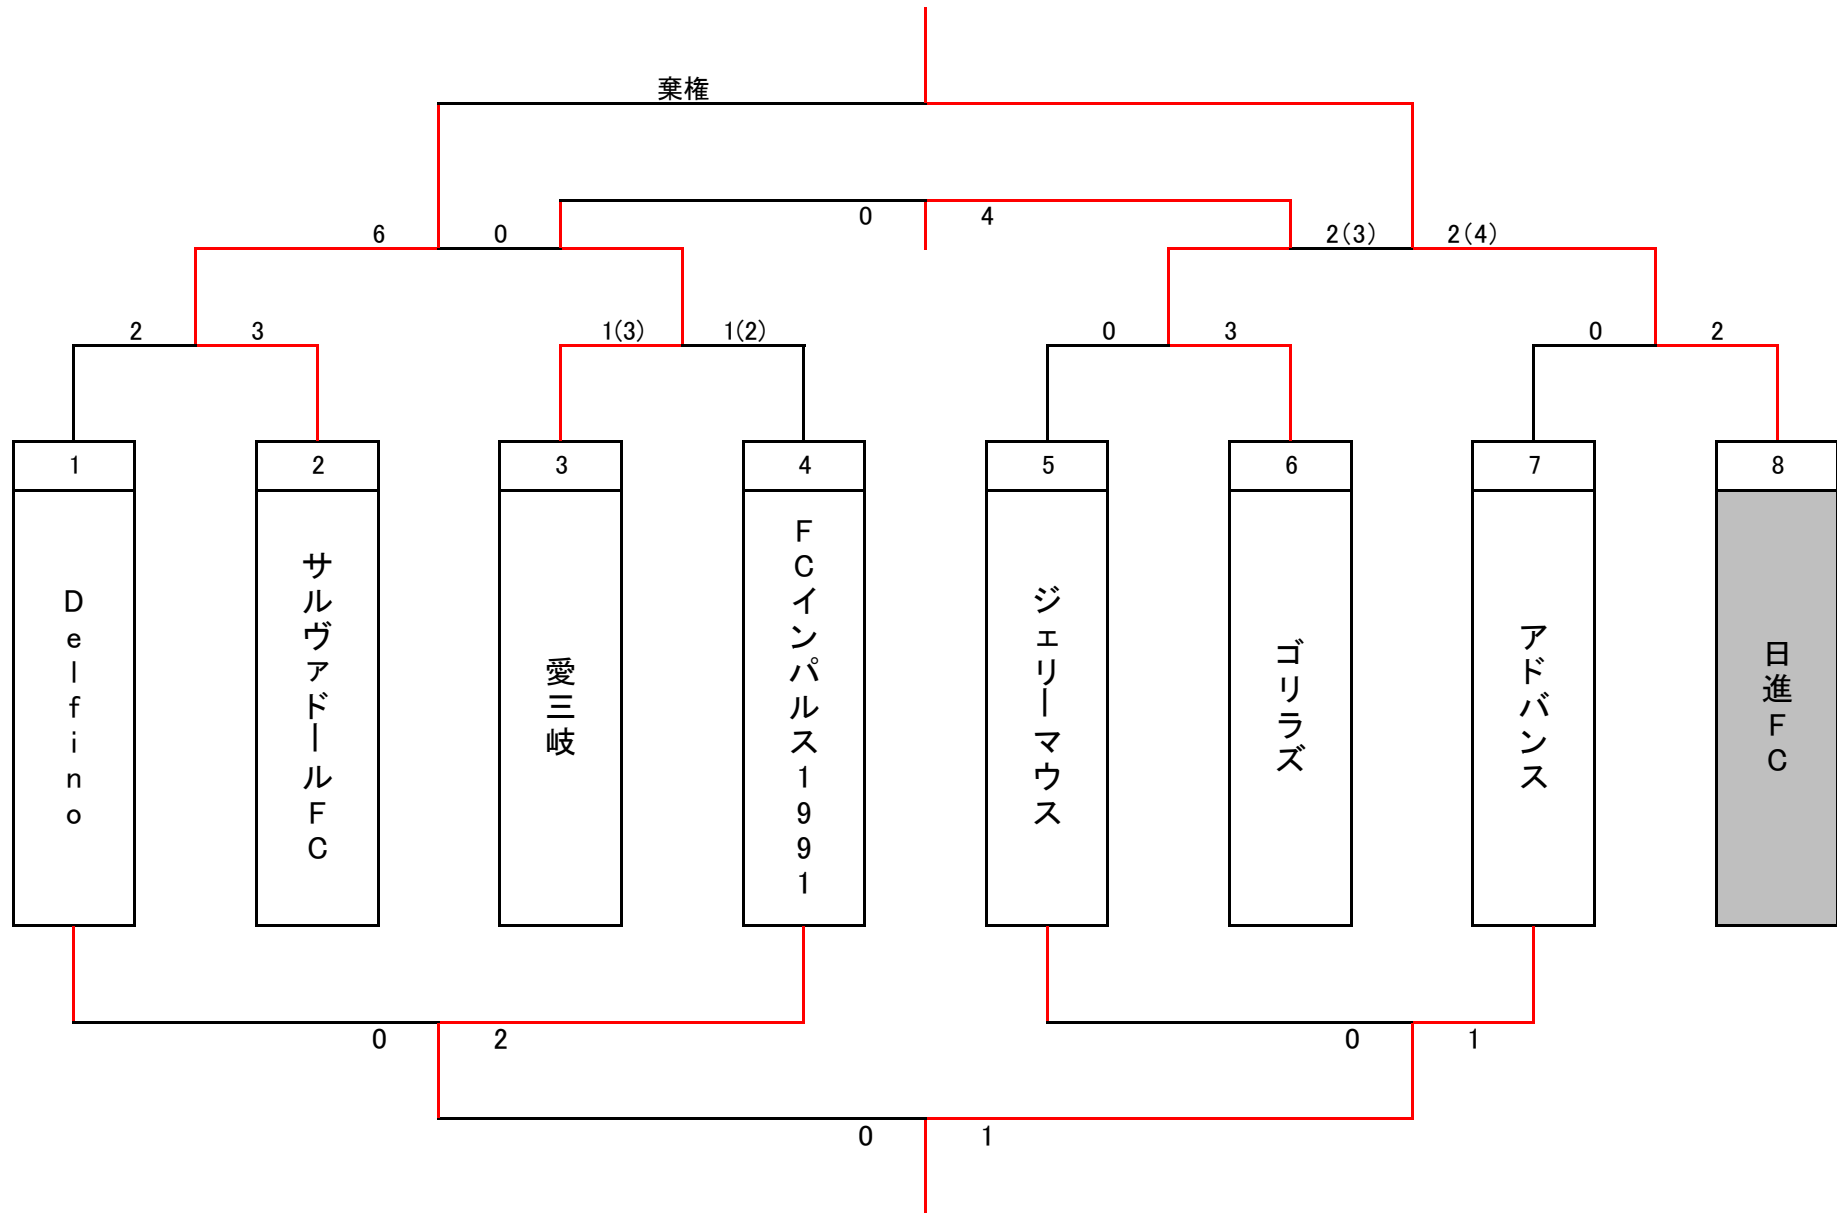 棄権
0 4
6 0 2(3) 2(4)
2 3 1(3) 1(2) 0 3 0 2
1 2 3 4 5 6 7 8
Delfino
サルヴァドールFC
愛三岐
FCインパルス1991
ジェリーマウス
ゴリラズ
アドバンス
日進FC
0 2 0 1
0 1